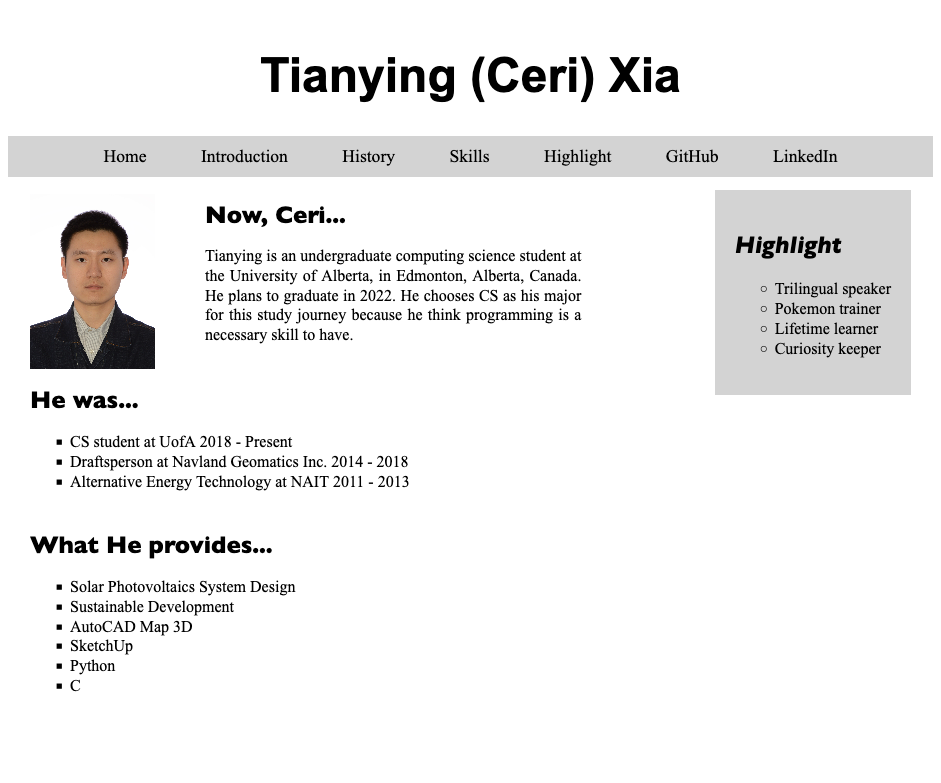 Tianying (Ceri) Xia
Home Introduction History Skills Highlight GitHub LinkedIn
Now, Ceri...
Tianying is an undergraduate computing science student at
the University of Alberta, in Edmonton, Alberta, Canada.
He plans to graduate in 2022. He chooses CS as his major
for this study journey because he think programming is a
necessary skill to have.
Highlight
Trilingual speaker
Pokemon trainer
Lifetime learner
Curiosity keeper
He was...
CS student at UofA 2018 - Present
Draftsperson at Navland Geomatics Inc. 2014 - 2018
Alternative Energy Technology at NAIT 2011 - 2013
What He provides...
Solar Photovoltaics System Design
Sustainable Development
AutoCAD Map 3D
SketchUp
Python
C